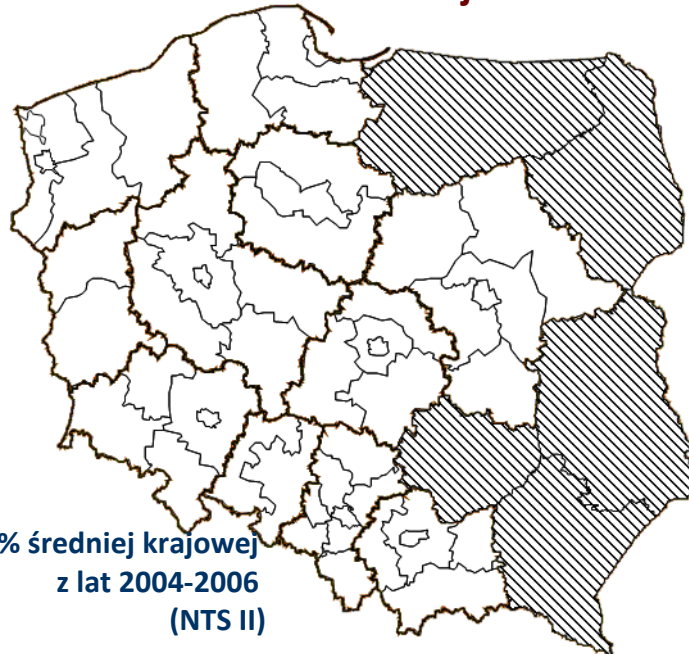 % średniej krajowej
z lat 2004-2006
(NTS II)